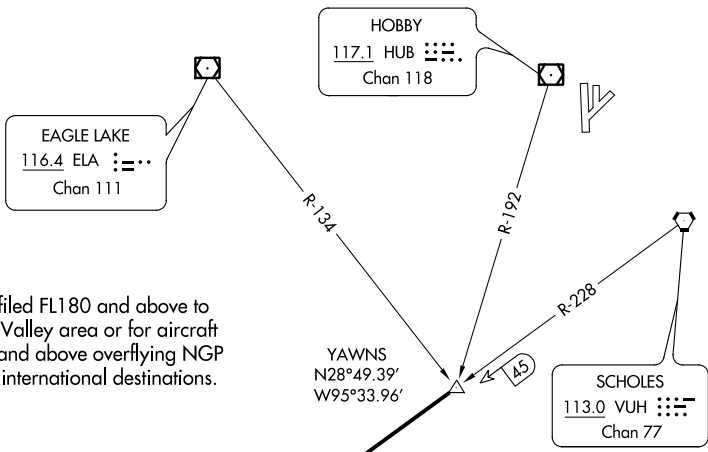 HOBBY
117.1 HUB
Chan 118
EAGLE LAKE
116.4 ELA
Chan 111
R-134
R-192
R-228
filed FL180 and above to
Valley area or for aircraft
and above overflying NGP
international destinations.
YAWNS
N28°49.39'
W95°33.96'
45
SCHOLES
113.0 VUH
Chan 77